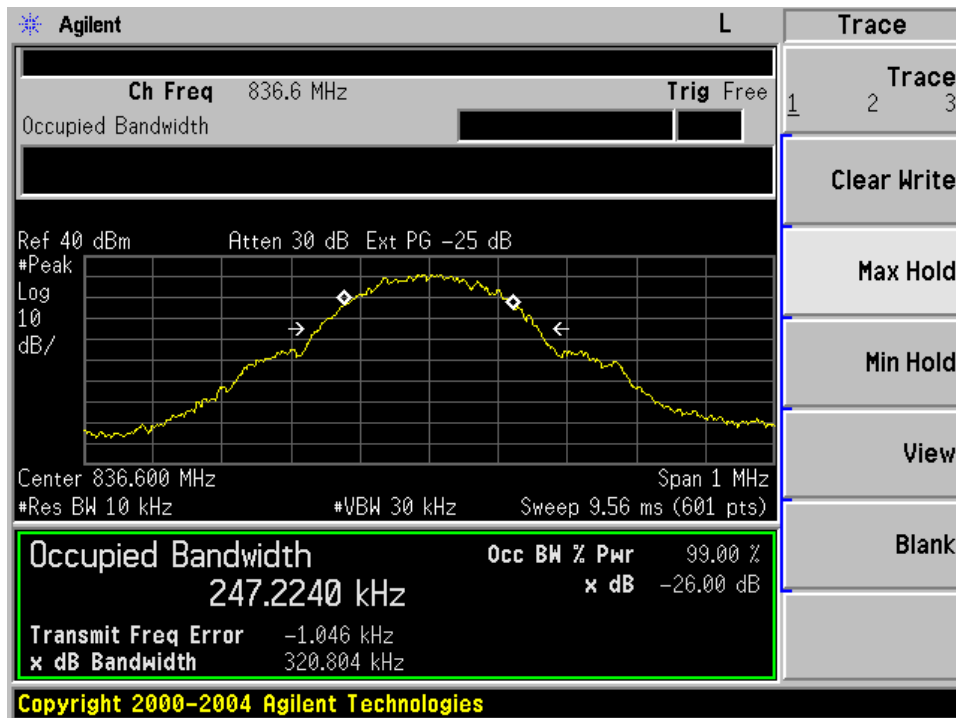 Agilent L Trace
Ch Freq 836.6 MHz Trig Free
Occupied Bandwidth
Trace
1 2 3
Clear Write
Max Hold
Min Hold
View
Blank
Ref 40 dBm Atten 30 dB Ext PG −25 dB
#Peak
Log
10
dB/
Center 836.600 MHz Span 1 MHz
#Res BW 10 kHz #VBW 30 kHz Sweep 9.56 ms (601 pts)
Occupied Bandwidth Occ BW % Pwr 99.00 %
247.2240 kHz x dB −26.00 dB
Transmit Freq Error −1.046 kHz
x dB Bandwidth 320.804 kHz
Copyright 2000-2004 Agilent Technologies